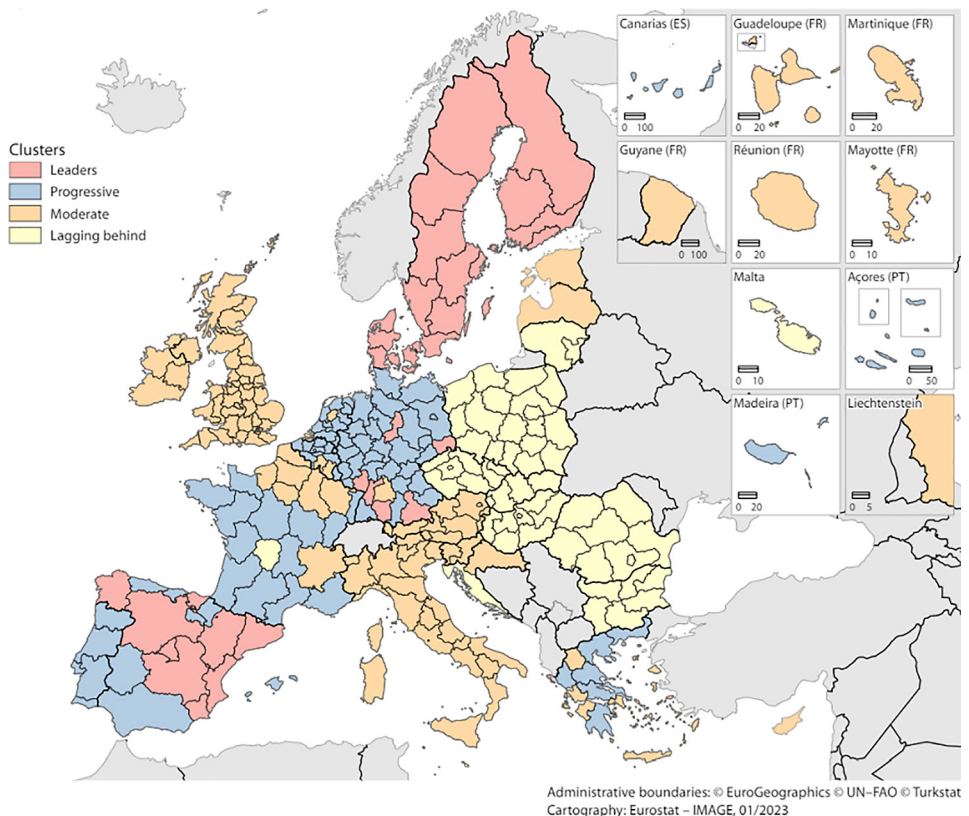 Clusters
Leaders
Progressive
Moderate
Lagging behind
Canarias (ES)
0 100
Guadeloupe (FR)
0 20
Martinique (FR)
0 20
Guyane (FR)
0 100
Réunion (FR)
0 20
Mayotte (FR)
0 10
Malta
0 10
Açores (PT)
0 50
Madeira (PT)
0 20
Liechtenstein
0 5
Administrative boundaries: © EuroGeographics © UN–FAO © Turkstat
Cartography: Eurostat – IMAGE, 01/2023